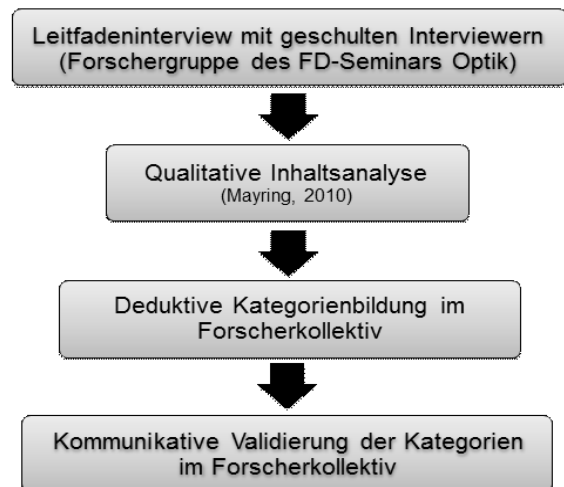 Leitfadeninterview mit geschulten Interviewern
(Forschergruppe des FD-Seminars Optik)
Qualitative Inhaltsanalyse
(Mayring, 2010)
Deduktive Kategorienbildung im
Forscherkollektiv
Kommunikative Validierung der Kategorien
im Forscherkollektiv